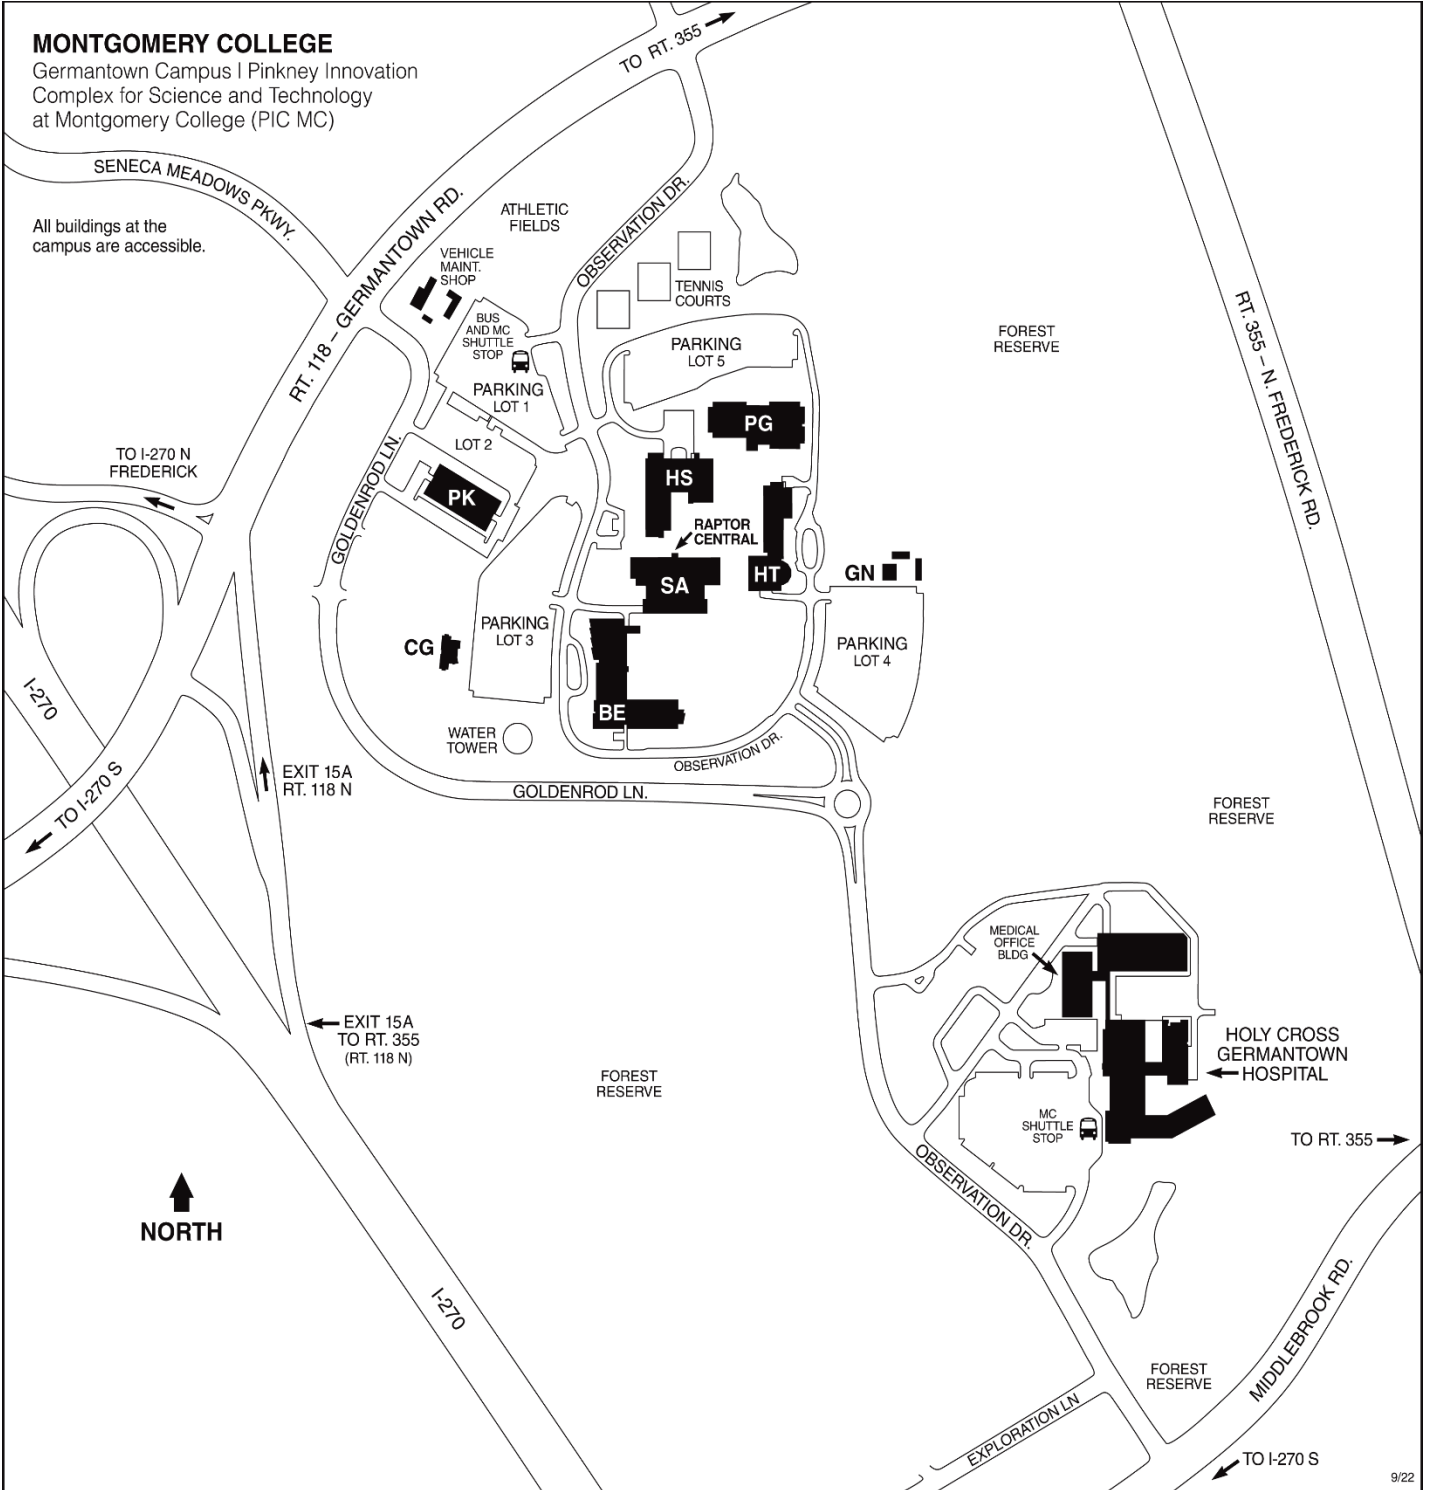 MONTGOMERY COLLEGE
Germantown Campus I Pinkney Innovation
Complex for Science and Technology
at Montgomery College (PIC MC)
TO RT. 355
SENECA MEADOWS PKWY.
All buildings at the
campus are accessible.
RT. 118 – GERMANTOWN RD.
ATHLETIC
FIELDS
OBSERVATION DR.
VEHICLE
MAINT.
SHOP
BUS
AND MC
SHUTTLE
STOP
TENNIS
COURTS
PARKING
LOT 5
PARKING
LOT 1
FOREST
RESERVE
RT. 355 – N. FREDERICK RD.
LOT 2
PG
TO I-270 N
FREDERICK
GOLDENROD LN.
PK
HS
RAPTOR
CENTRAL
SA
HT
GN
CG
PARKING
LOT 3
PARKING
LOT 4
BE
WATER
TOWER
OBSERVATION DR.
I-270
TO I-270 S
EXIT 15A
RT. 118 N
GOLDENROD LN.
FOREST
RESERVE
MEDICAL
OFFICE
BLDG
EXIT 15A
TO RT. 355
(RT. 118 N)
HOLY CROSS
GERMANTOWN
HOSPITAL
FOREST
RESERVE
MC
SHUTTLE
STOP
TO RT. 355
OBSERVATION DR.
NORTH
I-270
MIDDLEBROOK RD.
FOREST
RESERVE
EXPLORATION LN
TO I-270 S
9/22